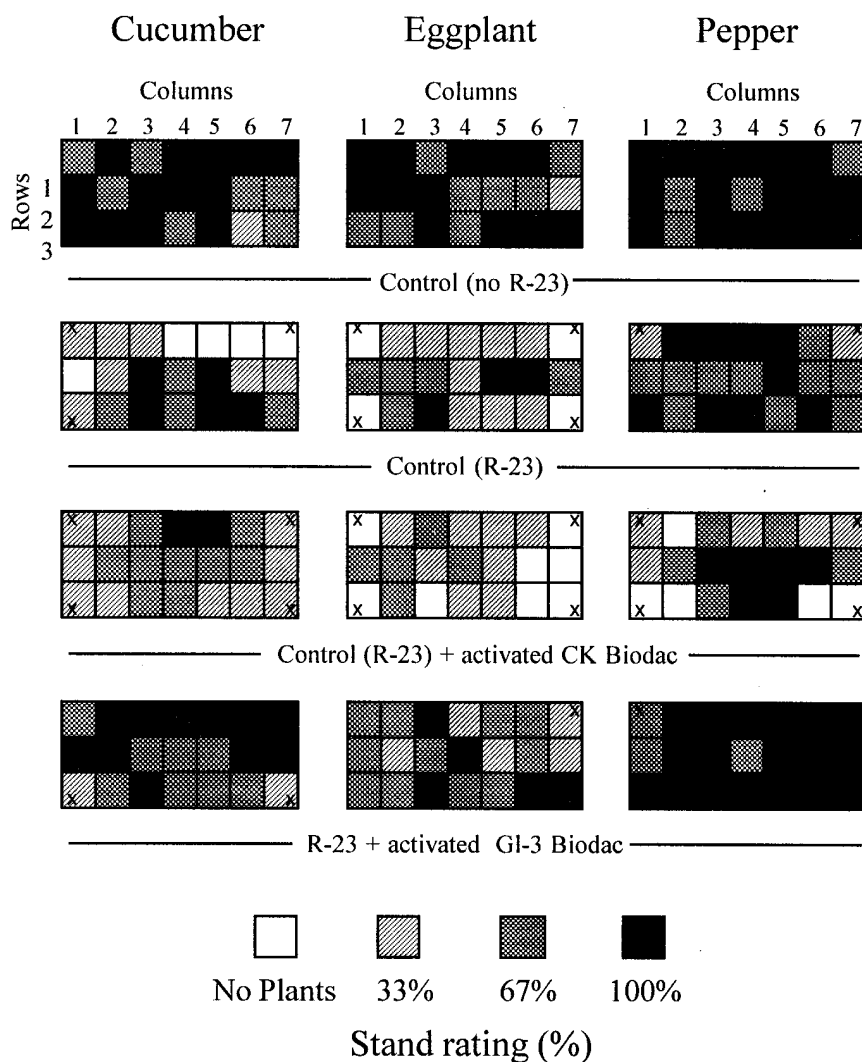 Cucumber Eggplant Pepper
Columns Columns Columns
1 2 3 4 5 6 7 1 2 3 4 5 6 7 1 2 3 4 5 6 7
Rows
1
2
3
Control (no R-23)
x x x x x x
x x x x
Control (R-23)
x x x x x x
x x x x x x
Control (R-23) + activated CK Biodac
x x
x x
R-23 + activated Gl-3 Biodac
No Plants 33% 67% 100%
Stand rating (%)